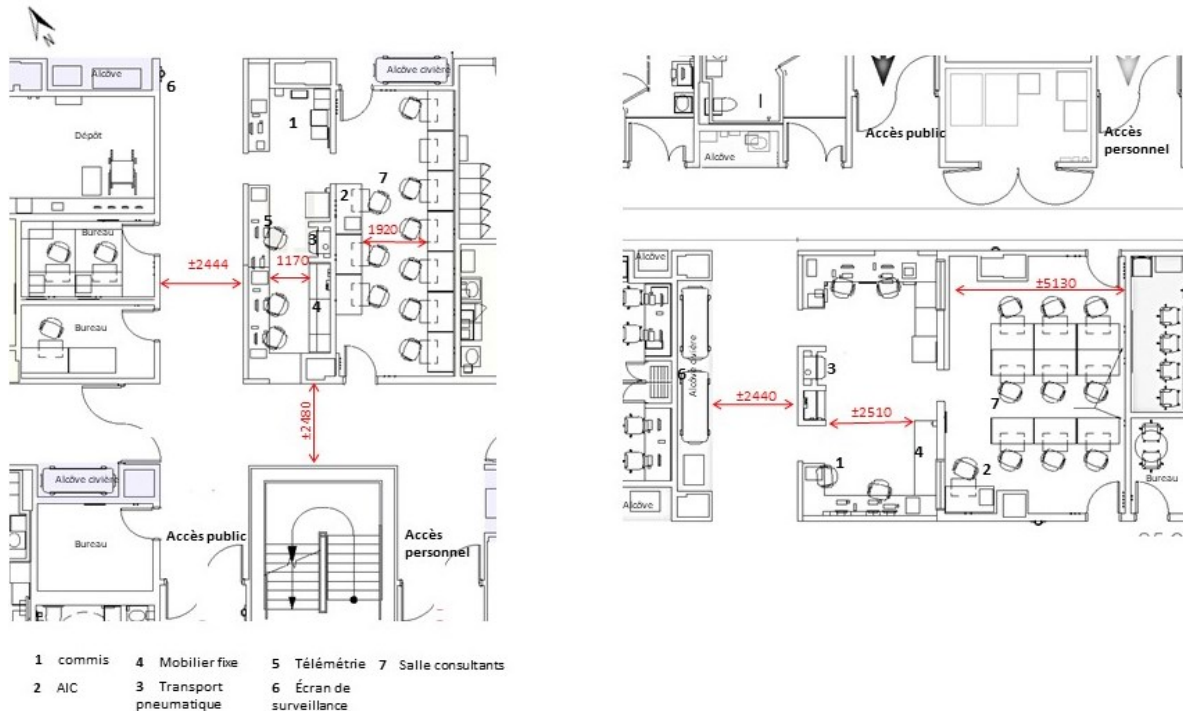 N
Alcôve
6
Alcôve civière
1
Dépôt
7
2
5
3
Bureau
1920
±2444
1170
4
Bureau
±2480
Alcôve civière
Bureau
Accès public
Accès
personnel
1 commis
4 Mobilier fixe
5 Télémétrie
7 Salle consultants
2 AIC
3 Transport
pneumatique
6 Écran de
surveillance
Accès public
Accès
personnel
Alcôve
Alcôve
±5130
Alcôve civière
6
3
±2440
7
±2510
4
1
2
Bureau
Alcôve